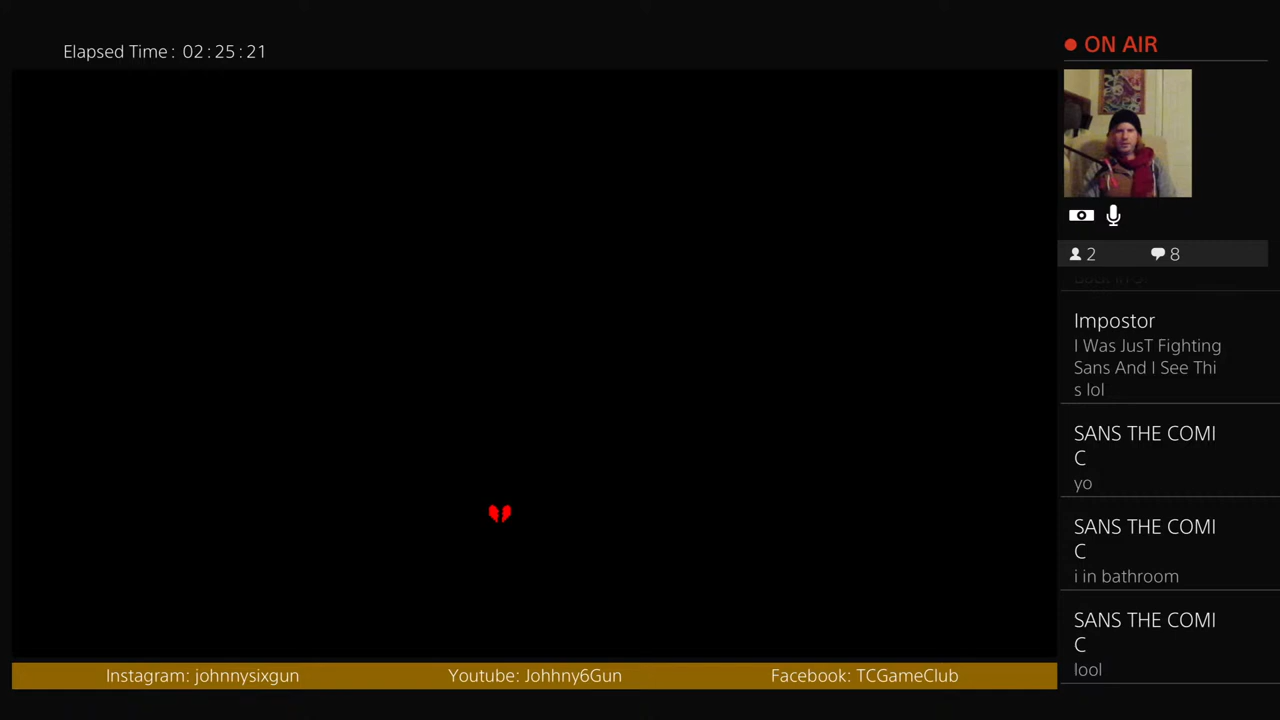 Elapsed Time: 02:25:21
ON AIR
2
8
Impostor
I Was JusT Fighting
Sans And I See Thi
s lol
SANS THE COMI
C
yo
SANS THE COMI
C
i in bathroom
SANS THE COMI
C
lool
Instagram: johnnysixgun
Youtube: Johhny6Gun
Facebook: TCGameClub